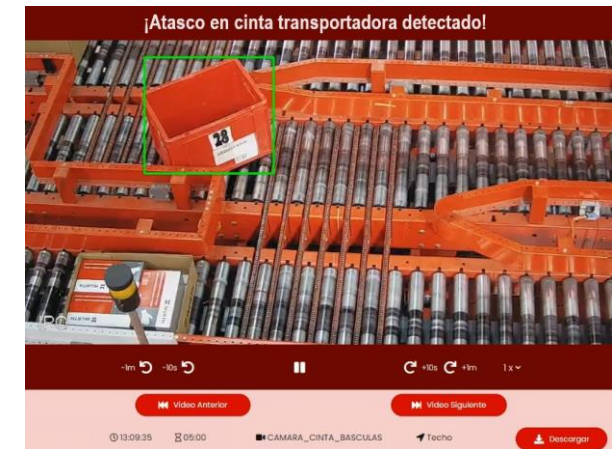 ¡Atasco en cinta transportadora detectado!
28
-1m -10s +10s +1m 1 x
Video Anterior Video Siguiente
13:09:35 05:00 CAMARA_CINTA_BASCULAS Techo Descargar